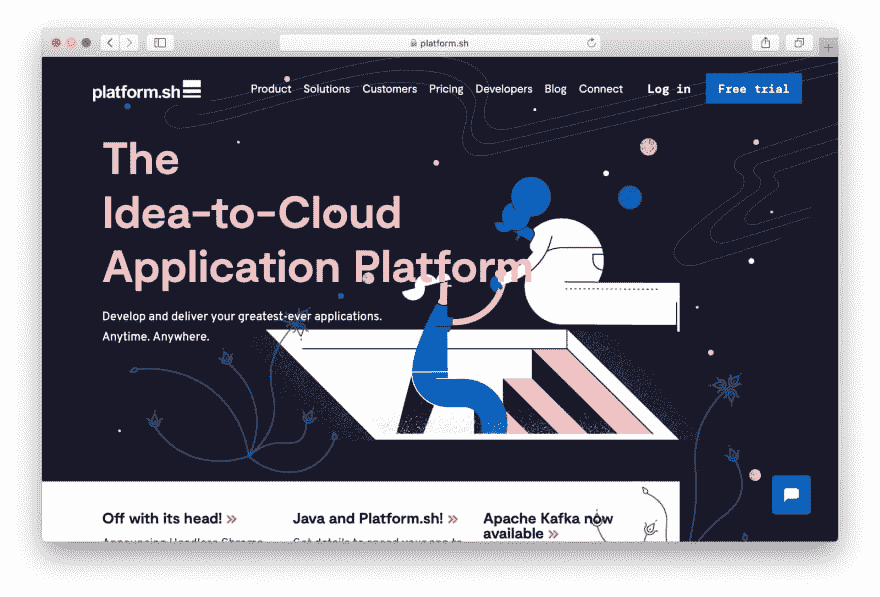 platform.sh
platform.sh
Product Solutions Customers Pricing Developers Blog Connect Log in Free trial
The
Idea-to-Cloud
Application Platform
Develop and deliver your greatest-ever applications.
Anytime. Anywhere.
Off with its head! »
Java and Platform.sh! »
Apache Kafka now
available »